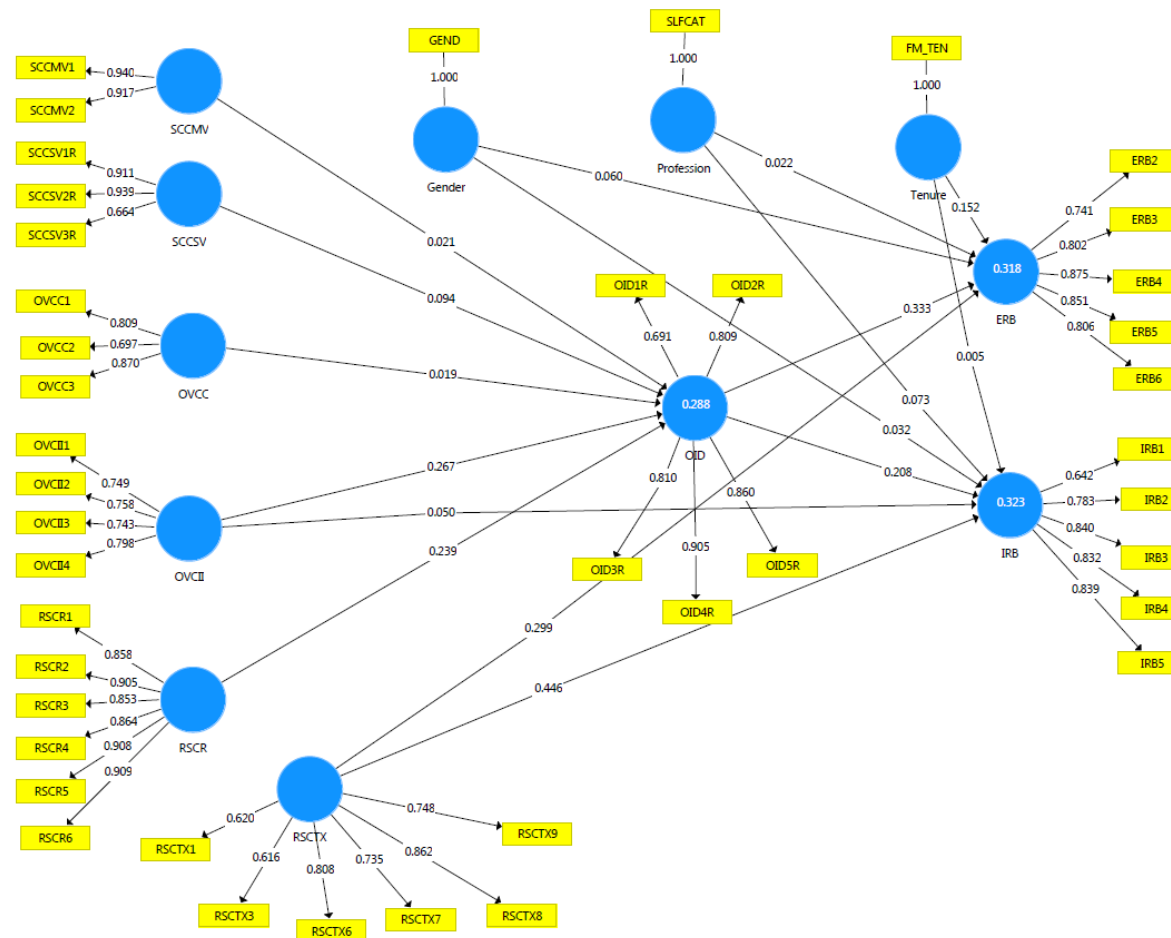 SLFCAT
GEND
FM_TEN
SCCMV1
0.940
1.000
1.000
1.000
SCCMV2
0.917
SCCMV
SCCSV1R
0.911
Gender
Profession
0.022
ERB2
SCCSV2R
0.939
0.060
Tenure
0.741
SCCSV3R
0.664
SCCSV
0.152
ERB3
0.802
0.021
0.318
0.875
ERB4
OID1R
OID2R
0.094
0.333
ERB
0.851
ERB5
OVCC1
0.809
0.691
0.809
0.806
OVCC2
0.697
0.005
OVCC3
0.870
OVCC
0.019
0.073
ERB6
0.288
0.032
OVCII1
0.267
OID
0.208
IRB1
0.749
0.810
0.860
0.642
OVCII2
0.758
0.050
0.323
0.783
IRB2
OVCII3
0.743
0.905
0.840
IRB3
OVCII4
0.798
0.239
IRB
0.832
OVCII
OID3R
OID5R
0.839
IRB4
OID4R
RSCR1
0.299
IRB5
0.858
RSCR2
0.905
0.446
RSCR3
0.853
RSCR4
0.864
RSCR
0.908
RSCR5
0.909
RSCR6
0.748
0.620
RSCTX
RSCTX9
RSCTX1
0.616
0.808
0.735
0.862
RSCTX3
RSCTX6
RSCTX7
RSCTX8